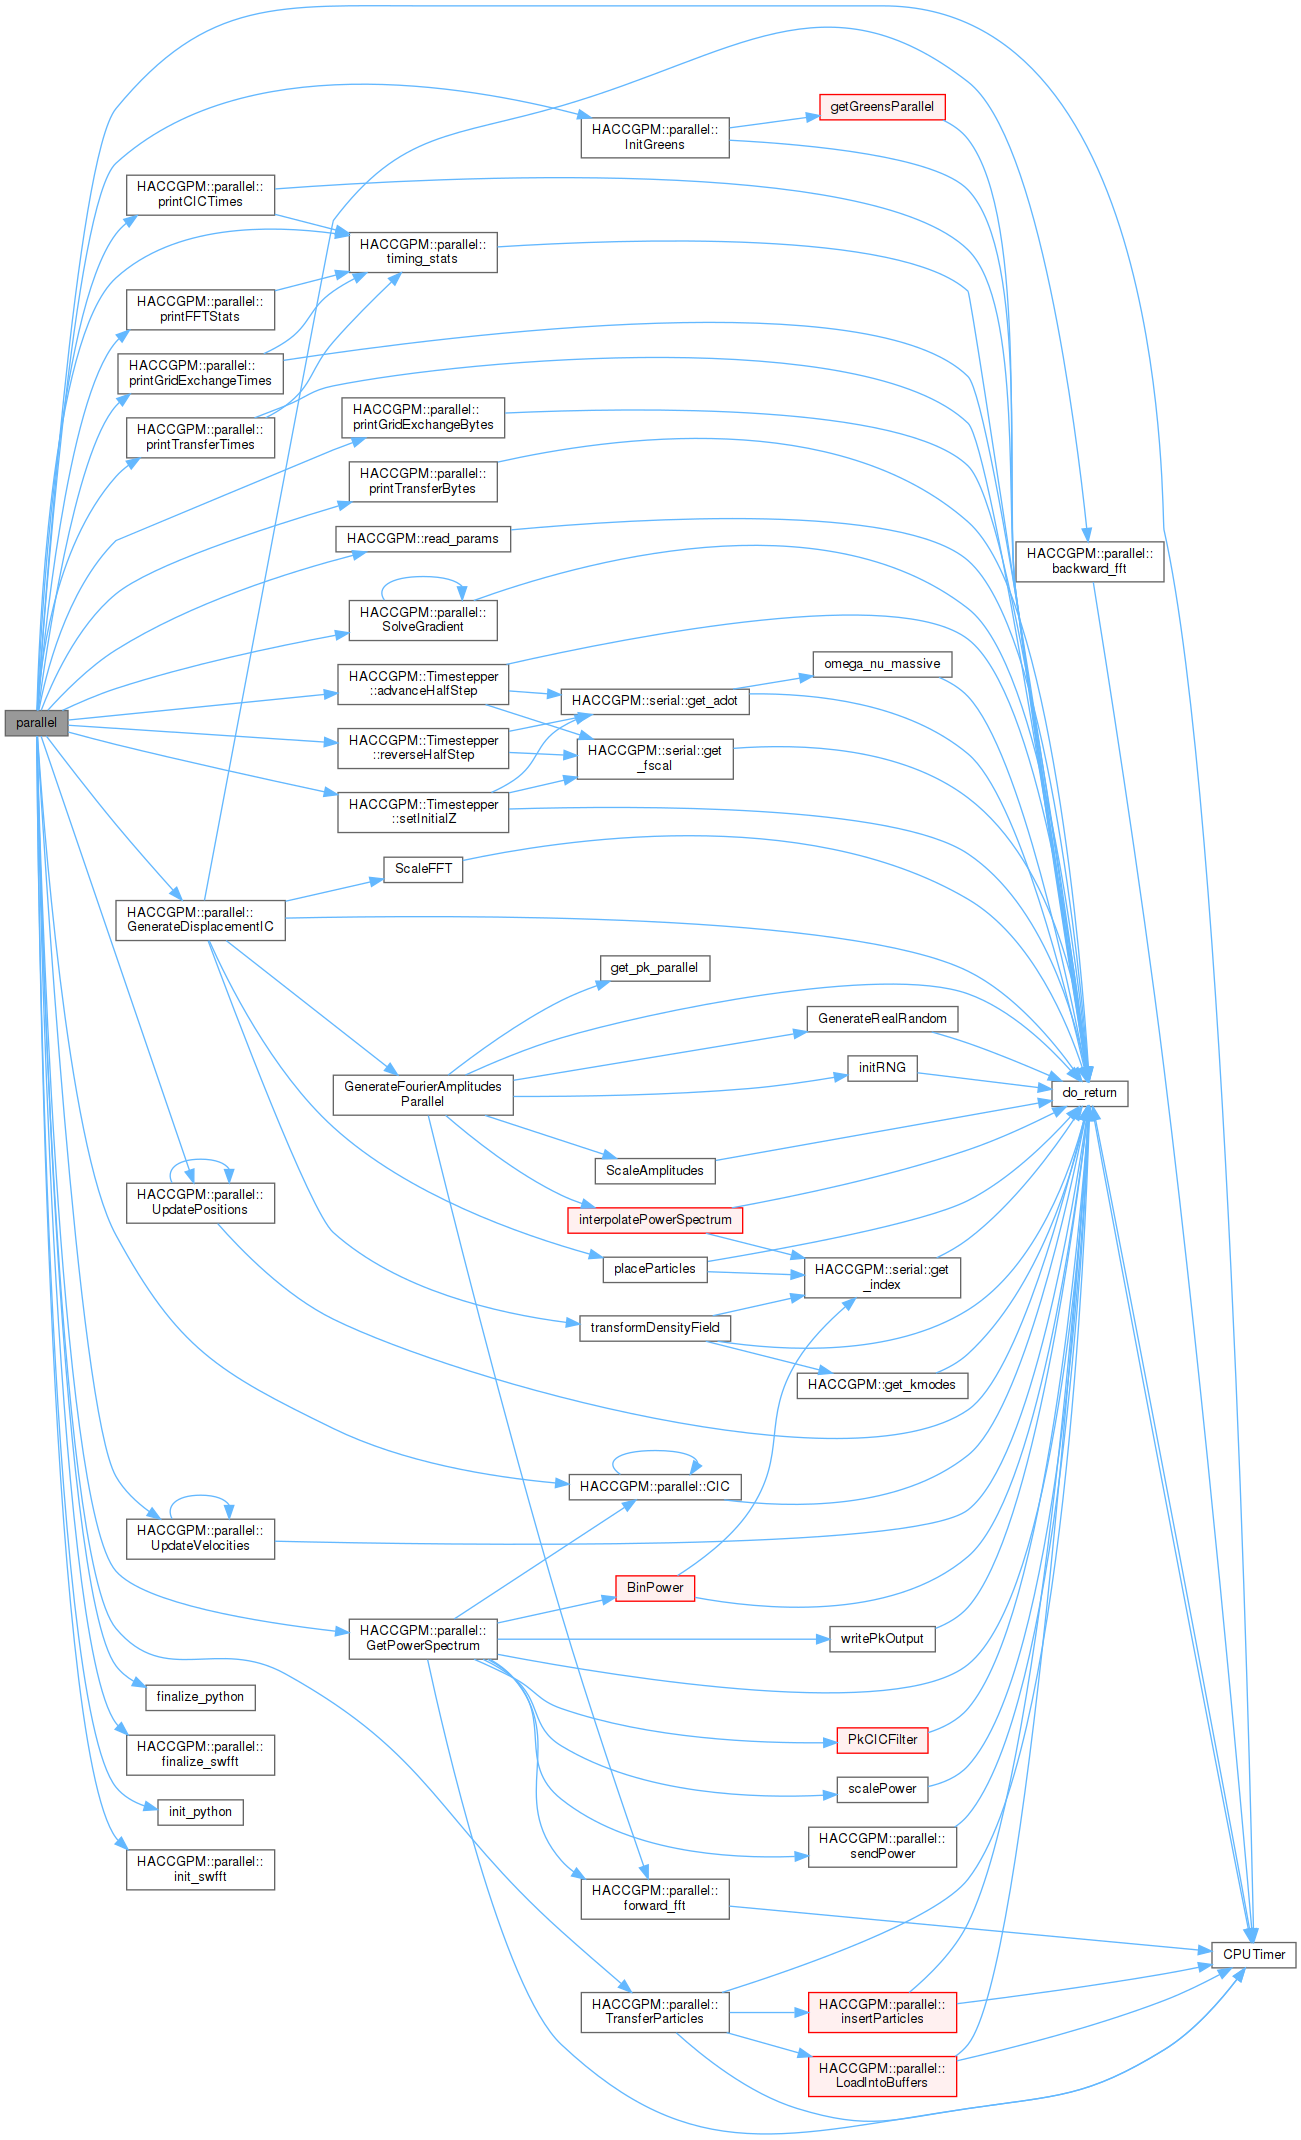 getGreensParallel
HACCGPM::parallel::
InitGreens
HACCGPM::parallel::
printCICTimes
HACCGPM::parallel::
timing_stats
HACCGPM::parallel::
printFFTStats
HACCGPM::parallel::
printGridExchangeTimes
HACCGPM::parallel::
printGridExchangeBytes
HACCGPM::parallel::
printTransferTimes
HACCGPM::parallel::
printTransferBytes
HACCGPM::read_params
HACCGPM::parallel::
backward_fft
HACCGPM::parallel::
SolveGradient
omega_nu_massive
HACCGPM::Timestepper
::advanceHalfStep
HACCGPM::serial::get_adot
parallel
HACCGPM::Timestepper
::reverseHalfStep
HACCGPM::serial::get
_fscal
HACCGPM::Timestepper
::setInitialZ
ScaleFFT
HACCGPM::parallel::
GenerateDisplacementIC
get_pk_parallel
GenerateRealRandom
initRNG
GenerateFourierAmplitudes
Parallel
do_return
ScaleAmplitudes
HACCGPM::parallel::
UpdatePositions
interpolatePowerSpectrum
placeParticles
HACCGPM::serial::get
_index
transformDensityField
HACCGPM::get_kmodes
HACCGPM::parallel::CIC
HACCGPM::parallel::
UpdateVelocities
BinPower
HACCGPM::parallel::
GetPowerSpectrum
writePkOutput
finalize_python
HACCGPM::parallel::
finalize_swfft
PkCICFilter
scalePower
init_python
HACCGPM::parallel::
sendPower
HACCGPM::parallel::
init_swfft
HACCGPM::parallel::
forward_fft
CPUTimer
HACCGPM::parallel::
TransferParticles
HACCGPM::parallel::
insertParticles
HACCGPM::parallel::
LoadIntoBuffers